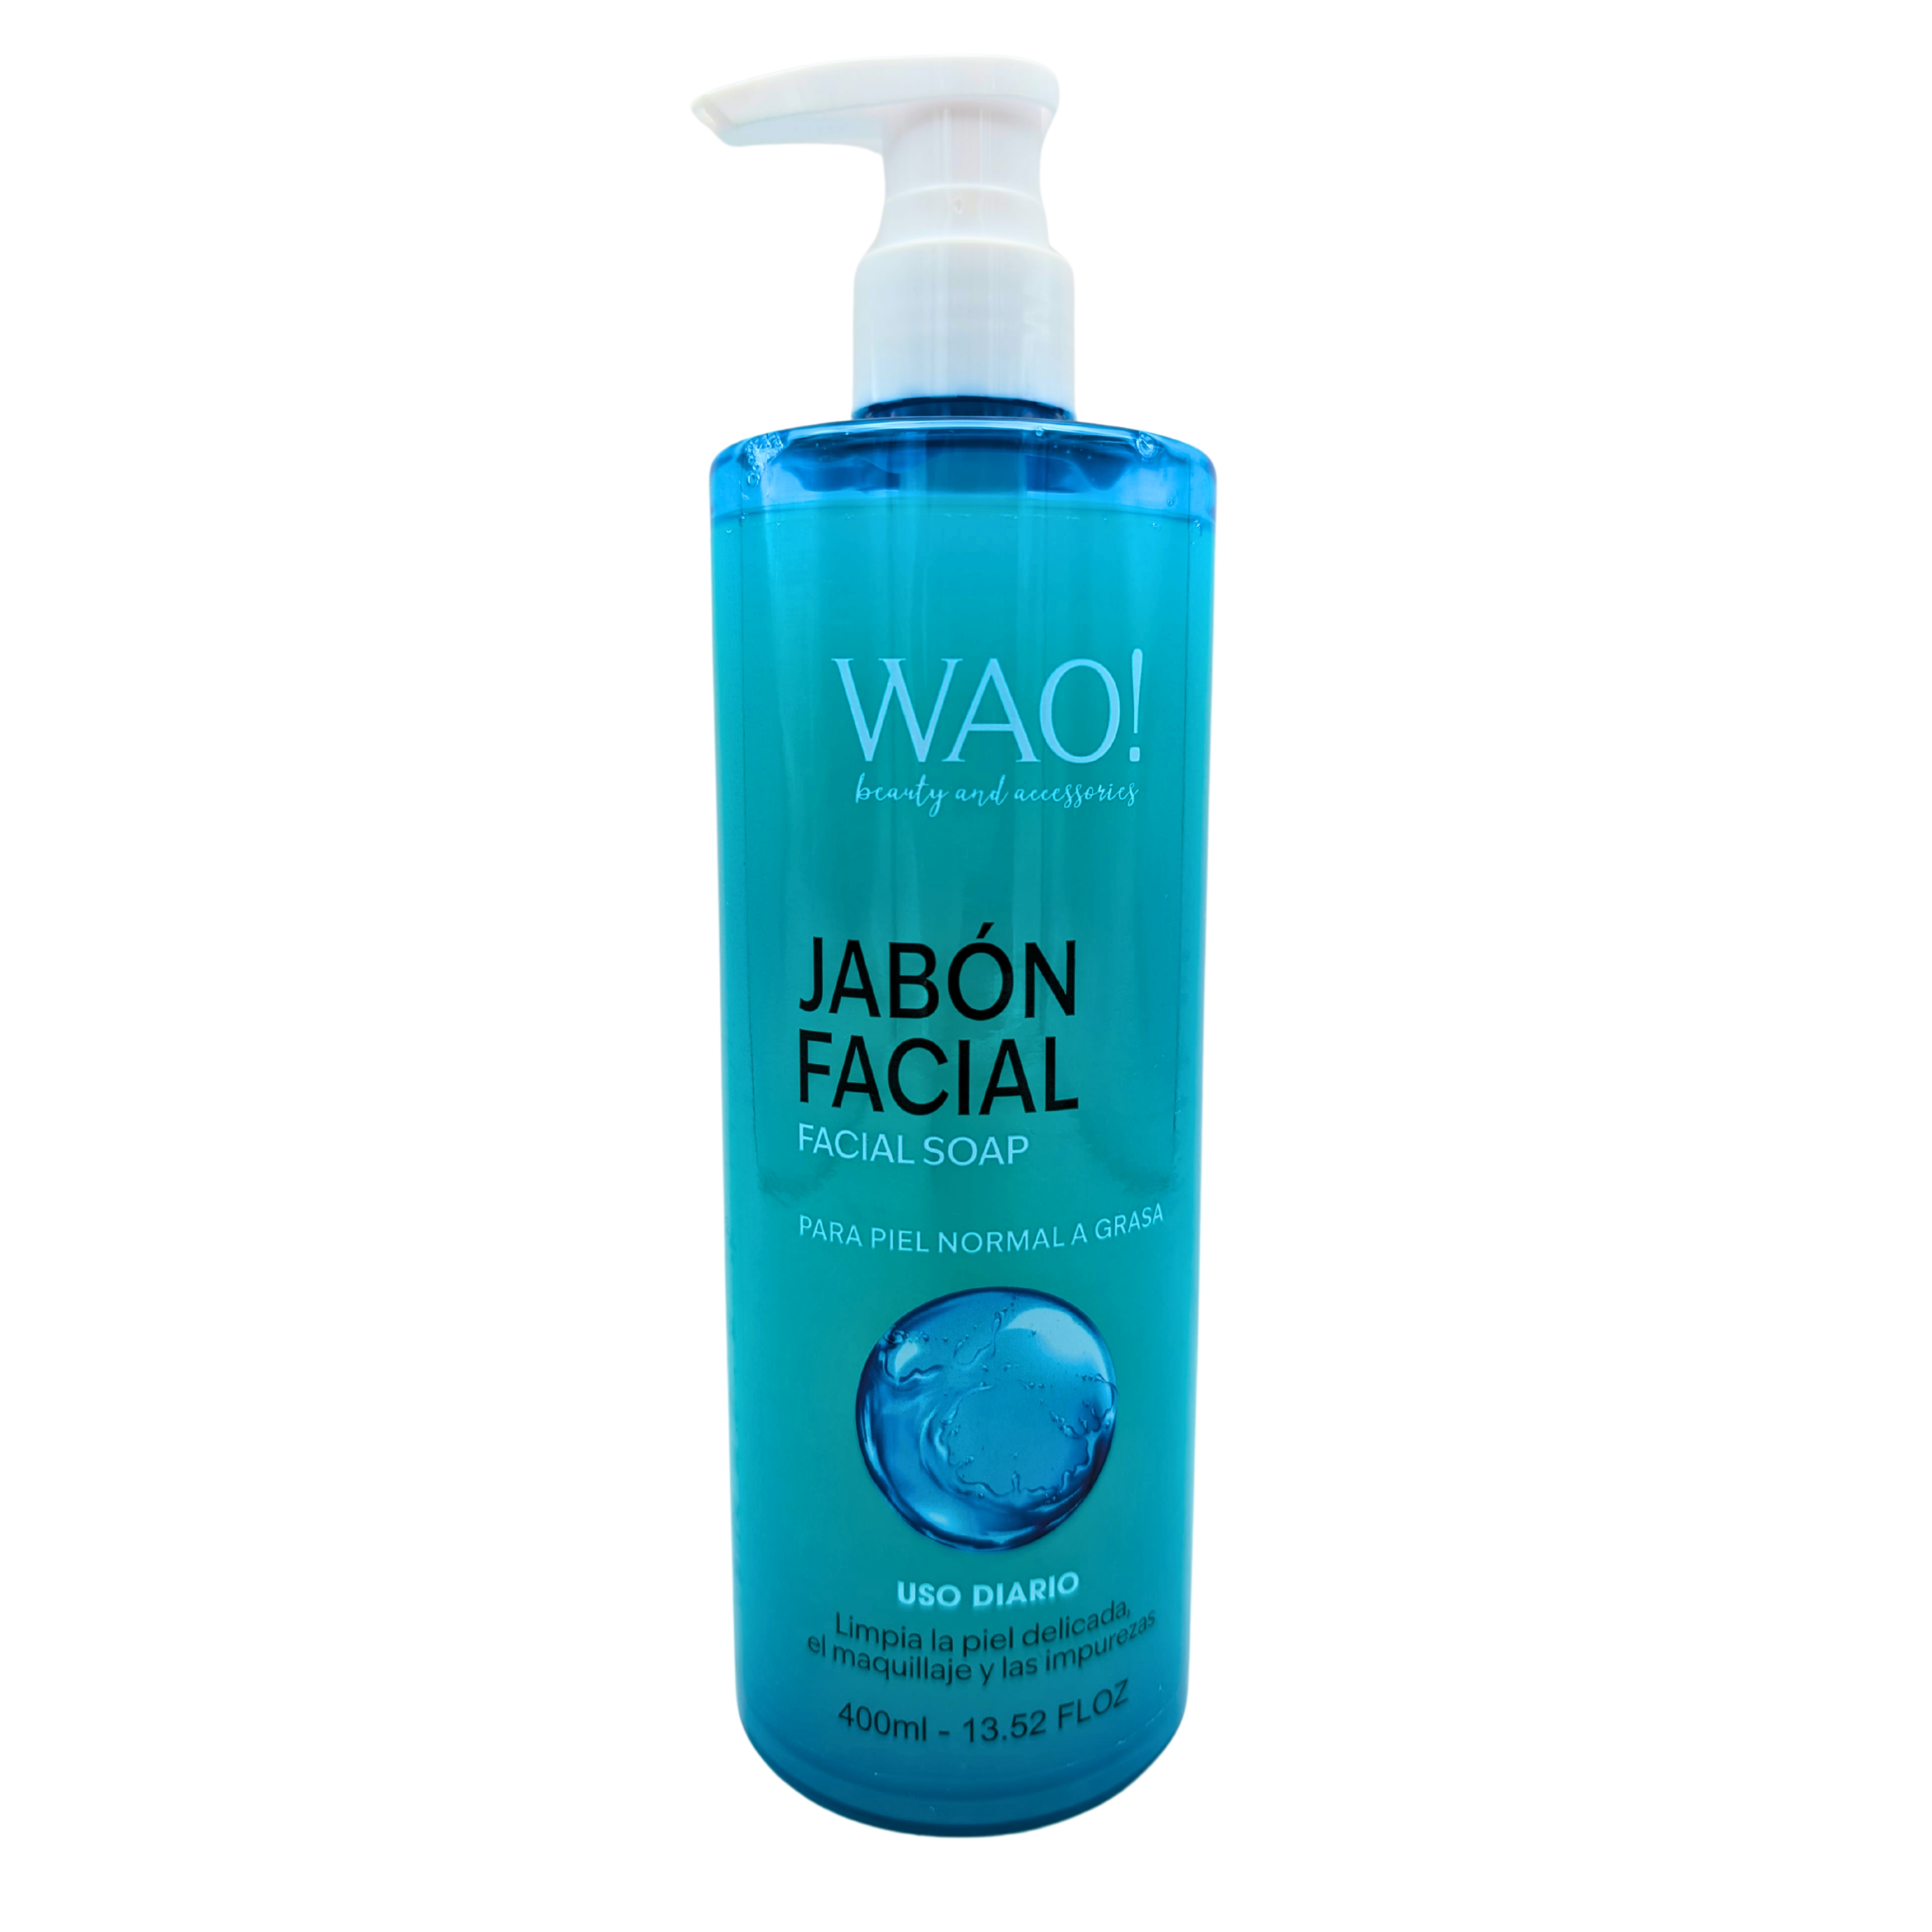 WAO!
beauty and accessories
JABÓN
FACIAL
FACIAL SOAP
PARA PIEL NORMAL A GRASA
USO DIARIO
Limpia la piel delicada,
el maquillaje y las impurezas
400ml - 13.52 FLOZ